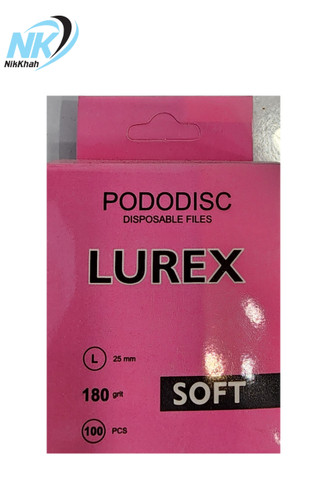 NK
NikKhah
PODODISC
DISPOSABLE FILES
LUREX
L 25 mm
180 grit
SOFT
100 PCS